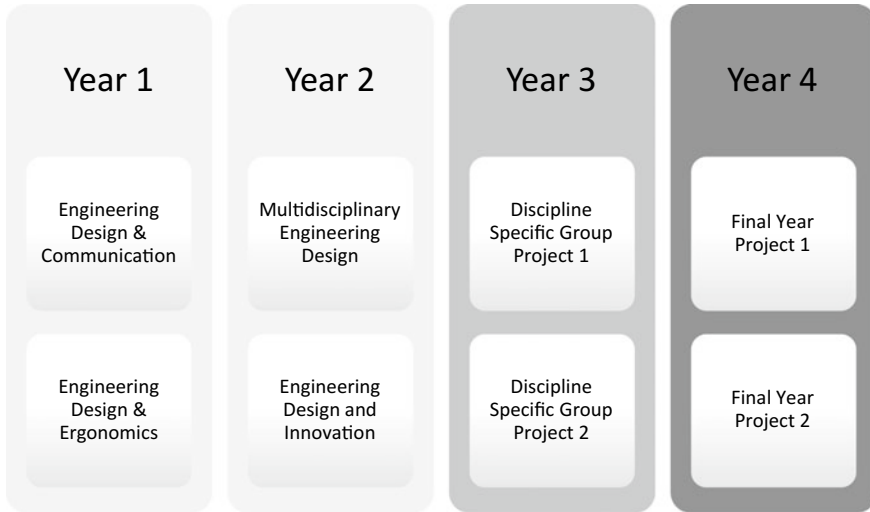 Year 1
Engineering
Design &
Communication
Engineering
Design &
Ergonomics
Year 2
Multidisciplinary
Engineering
Design
Engineering
Design and
Innovation
Year 3
Discipline
Specific Group
Project 1
Discipline
Specific Group
Project 2
Year 4
Final Year
Project 1
Final Year
Project 2